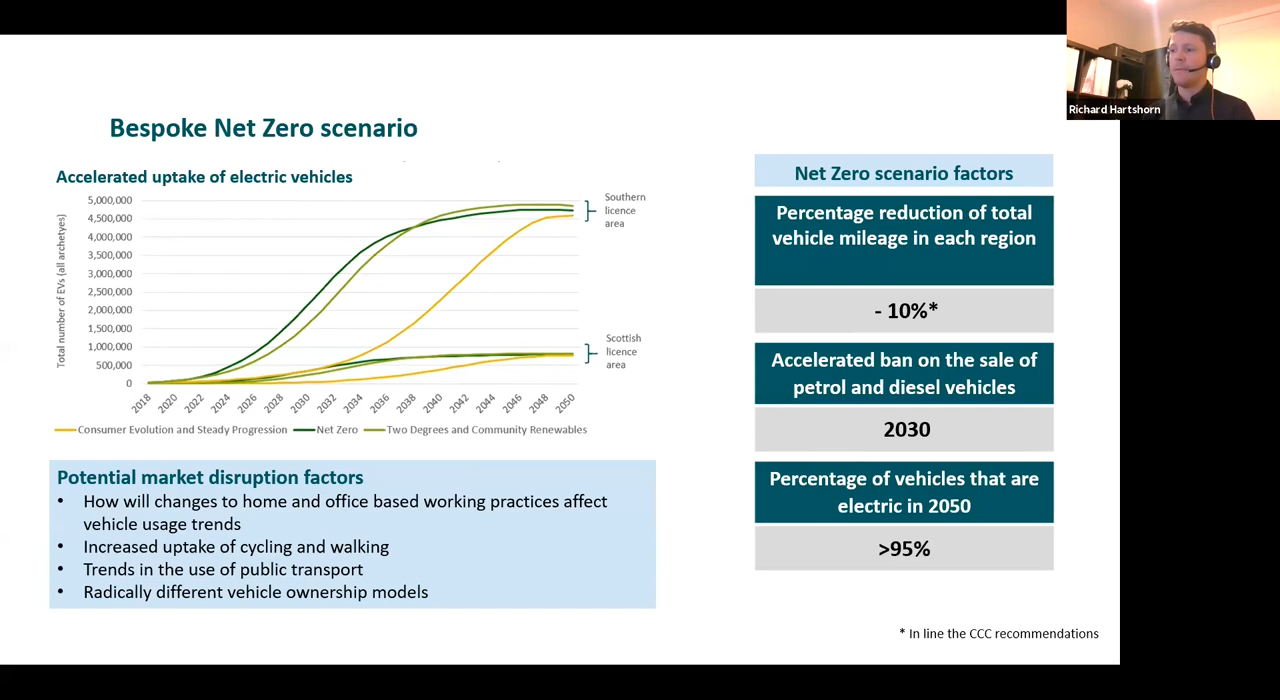 Richard Hartshorn
Bespoke Net Zero scenario
Accelerated uptake of electric vehicles
Total number of EVs (all archetyes)
5,000,000
4,500,000
4,000,000
3,500,000
3,000,000
2,500,000
2,000,000
1,500,000
1,000,000
500,000
0
2018 2020 2022 2024 2026 2028 2030 2032 2034 2036 2038 2040 2042 2044 2046 2048 2050
Southern
licence
area
Scottish
licence
area
Consumer Evolution and Steady Progression Net Zero Two Degrees and Community Renewables
Potential market disruption factors
• How will changes to home and office based working practices affect
vehicle usage trends
• Increased uptake of cycling and walking
• Trends in the use of public transport
• Radically different vehicle ownership models
Net Zero scenario factors
Percentage reduction of total
vehicle mileage in each region
- 10%*
Accelerated ban on the sale of
petrol and diesel vehicles
2030
Percentage of vehicles that are
electric in 2050
>95%
* In line the CCC recommendations